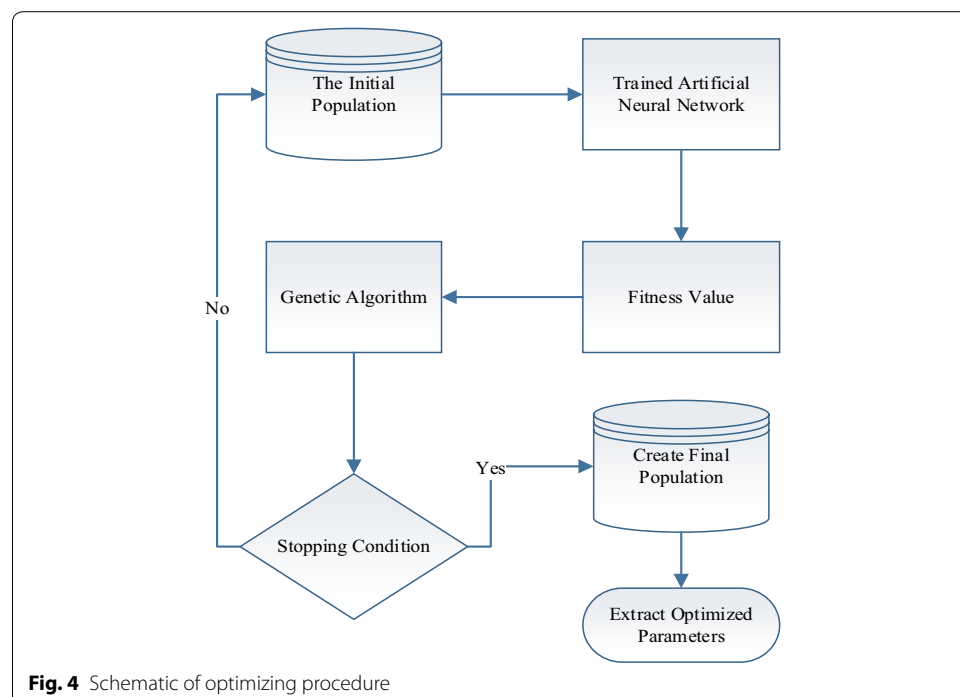 The Initial
Population
Trained Artificial
Neural Network
Genetic Algorithm
Fitness Value
No
Yes
Create Final
Population
Stopping Condition
Extract Optimized
Parameters
Fig. 4 Schematic of optimizing procedure